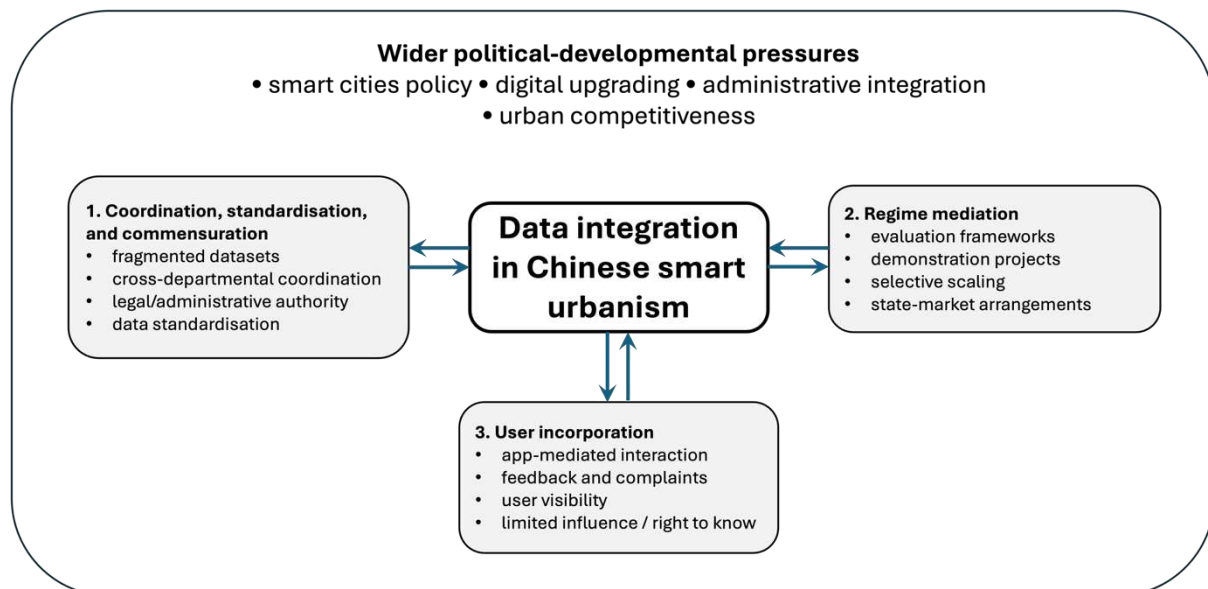 Wider political-developmental pressures
• smart cities policy • digital upgrading • administrative integration
• urban competitiveness
1. Coordination, standardisation,
and commensuration
• fragmented datasets
• cross-departmental coordination
• legal/administrative authority
• data standardisation
Data integration
in Chinese smart
urbanism
2. Regime mediation
• evaluation frameworks
• demonstration projects
• selective scaling
• state-market arrangements
3. User incorporation
• app-mediated interaction
• feedback and complaints
• user visibility
• limited influence / right to know